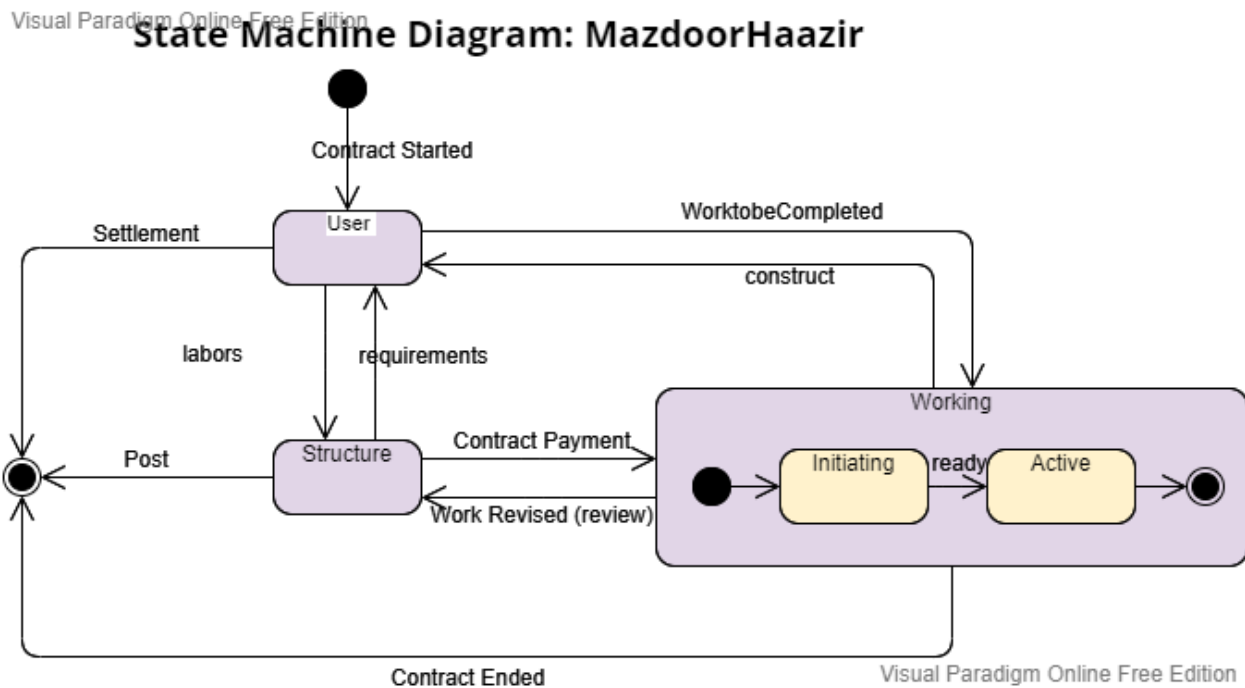 Visual Paradigm Online Free Edition
State Machine Diagram: MazdoorHaazir
Contract Started
User
WorktobeCompleted
Settlement
construct
labors
requirements
Working
Structure
Contract Payment
Post
Initiating
ready
Active
Work Revised (review)
Contract Ended
Visual Paradigm Online Free Edition